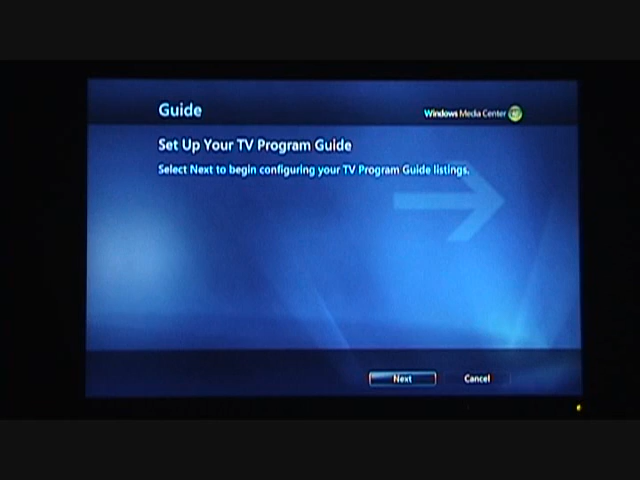 Guide
Windows Media Center
Set Up Your TV Program Guide
Select Next to begin configuring your TV Program Guide listings.
Next
Cancel